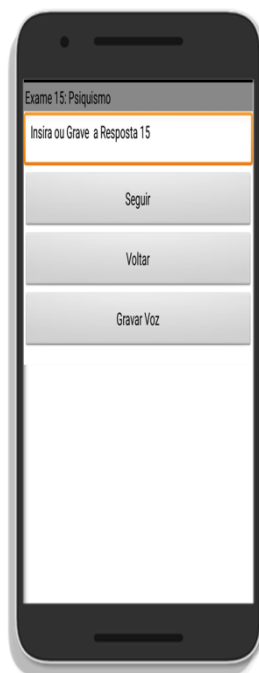 Exame 15: Psiquismo
Insira ou Grave a Resposta 15
Seguir
Voltar
Gravar Voz